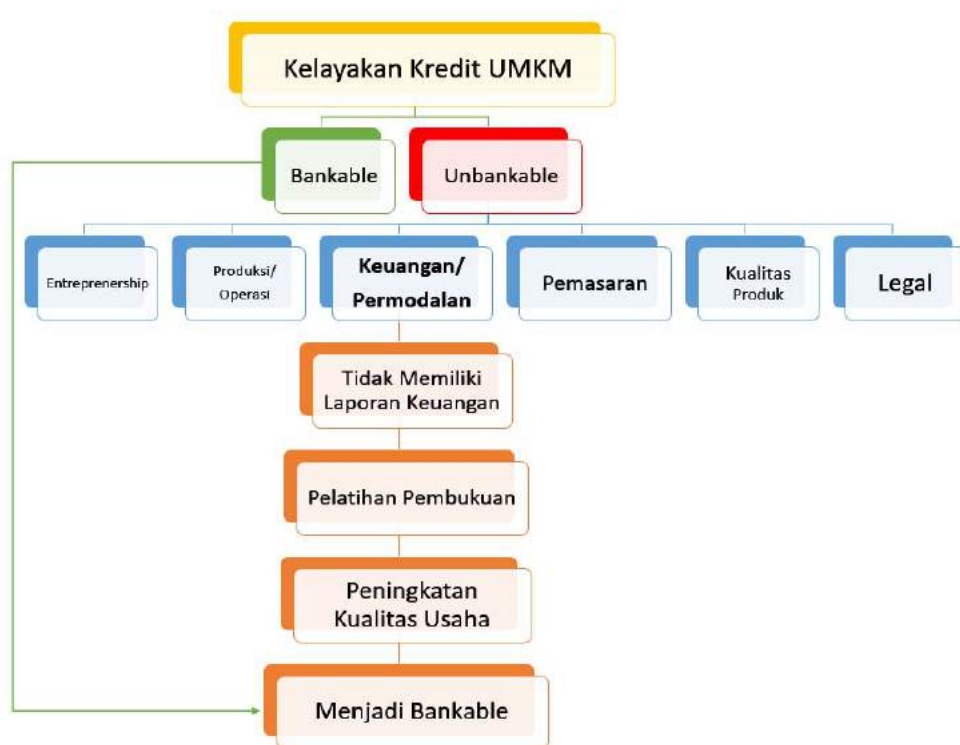 Kelayakan Kredit UMKM
Bankable
Unbankable
Entreprenership
Produksi/
Operasi
Keuangan/
Permodalan
Pemasaran
Kualitas
Produk
Legal
Tidak Memiliki
Laporan Keuangan
Pelatihan Pembukuan
Peningkatan
Kualitas Usaha
Menjadi Bankable